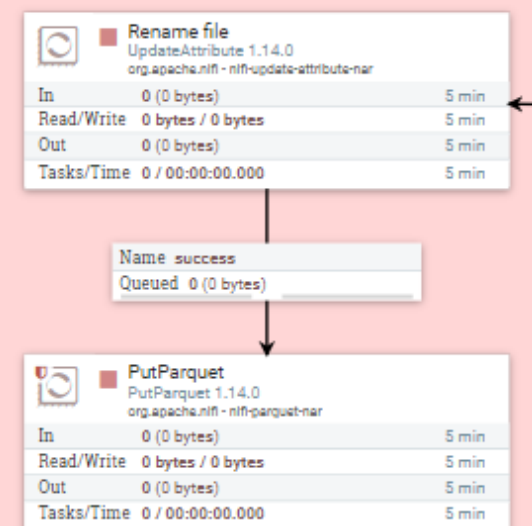 Rename file
UpdateAttribute 1.14.0
org.apache.nifi - nifi-update-attribute-nar
In 0 (0 bytes) 5 min
Read/Write 0 bytes / 0 bytes 5 min
Out 0 (0 bytes) 5 min
Tasks/Time 0 / 00:00:00.000 5 min
Name success
Queued 0 (0 bytes)
PutParquet
PutParquet 1.14.0
org.apache.nifi - nifi-parquet-nar
In 0 (0 bytes) 5 min
Read/Write 0 bytes / 0 bytes 5 min
Out 0 (0 bytes) 5 min
Tasks/Time 0 / 00:00:00.000 5 min